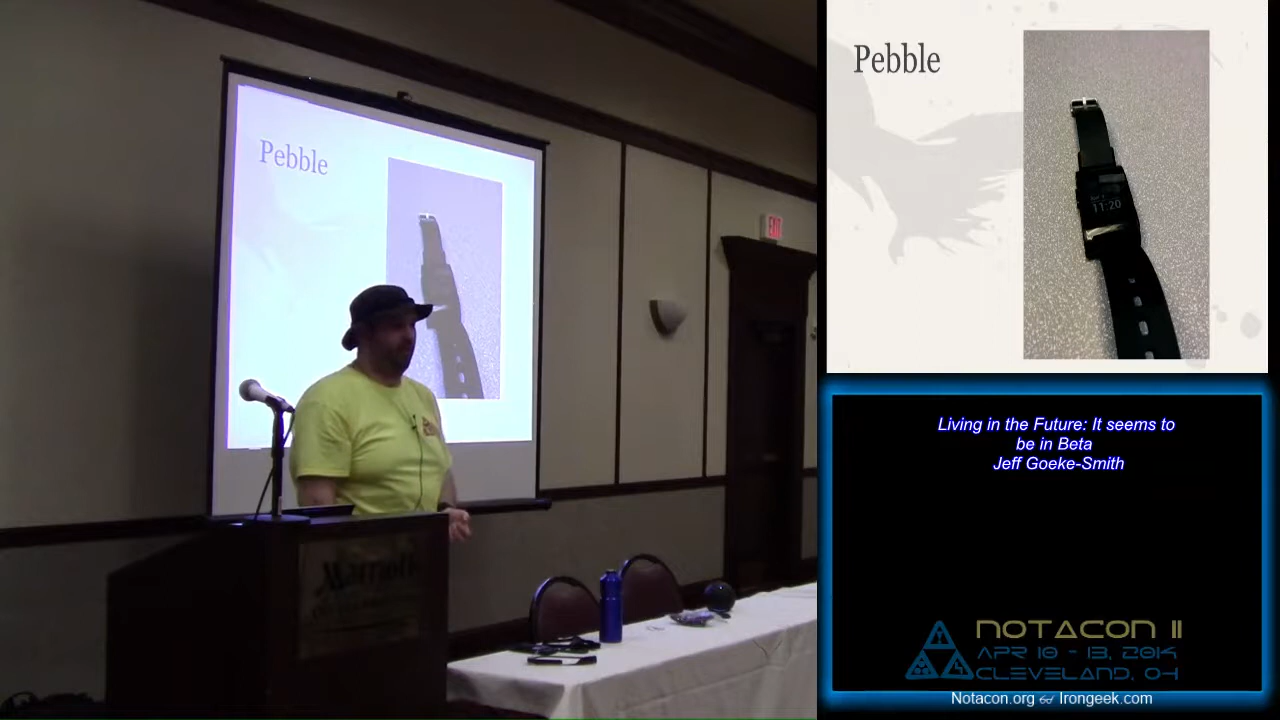 Pebble
EXIT
Marriott
Pebble
11:20
Living in the Future: It seems to
be in Beta
Jeff Goeke-Smith
NOTACON 11
APR 10 - 13, 2014
CLEVELAND, OH
Notacon.org Irongeek.com